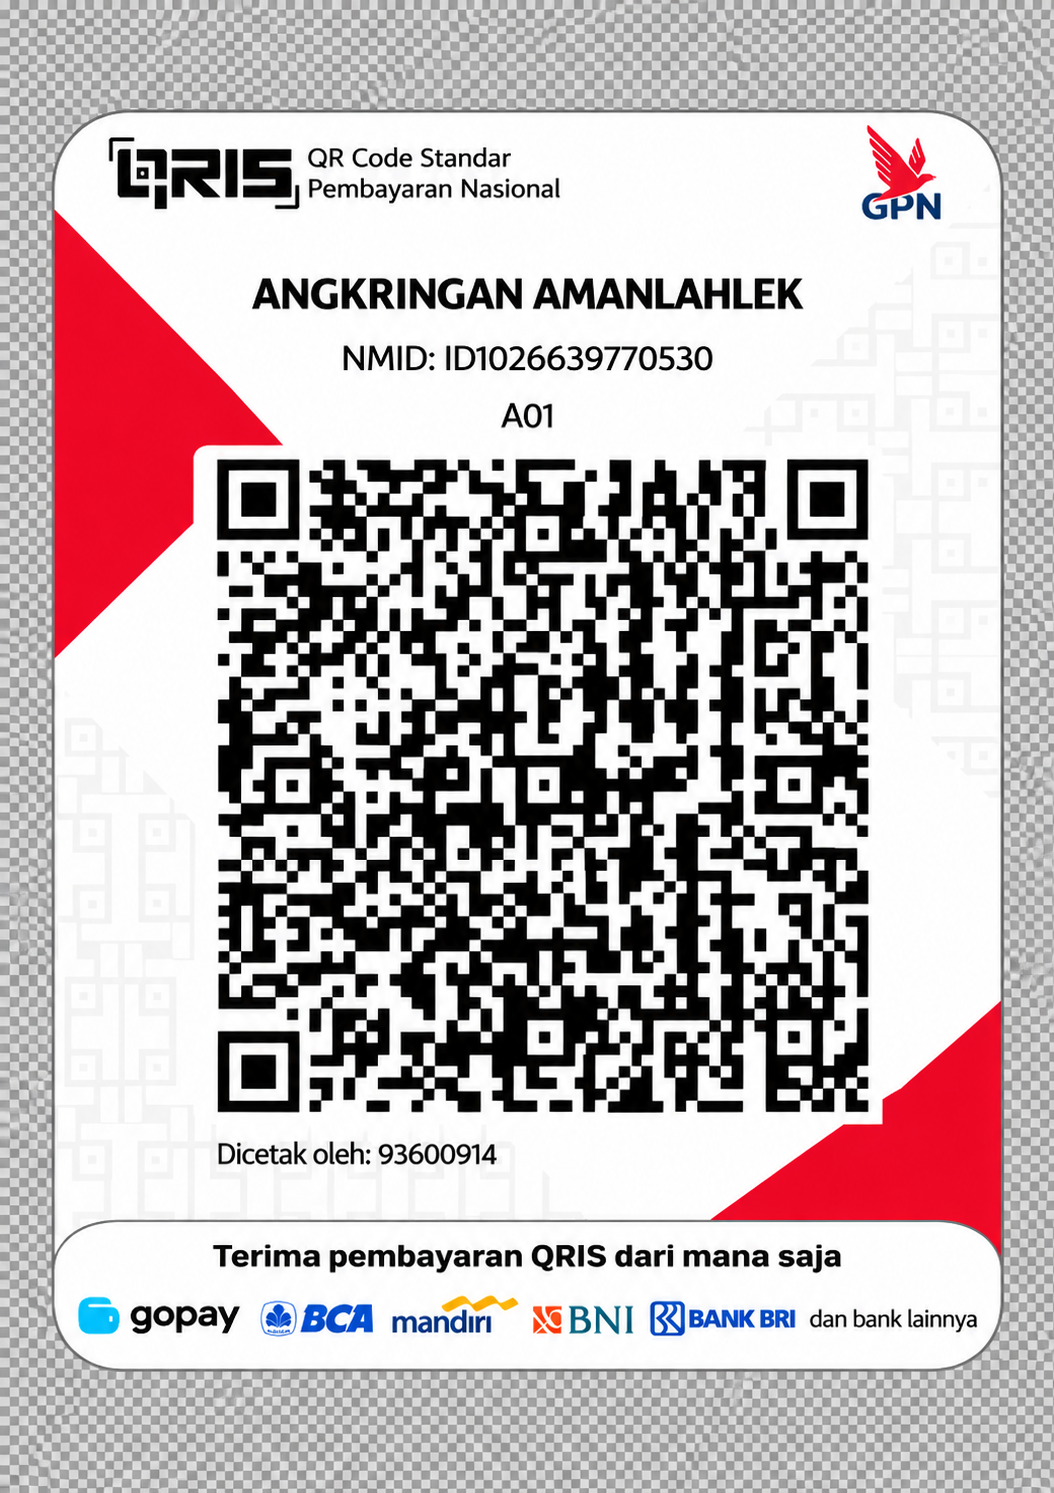 QRIS
QR Code Standar
Pembayaran Nasional
GPN
ANGKRINGAN AMANLAHLEK
NMID: ID1026639770530
A01
Dicetak oleh: 93600914
Terima pembayaran QRIS dari mana saja
gopay BCA mandiri BNI BANK BRI dan bank lainnya